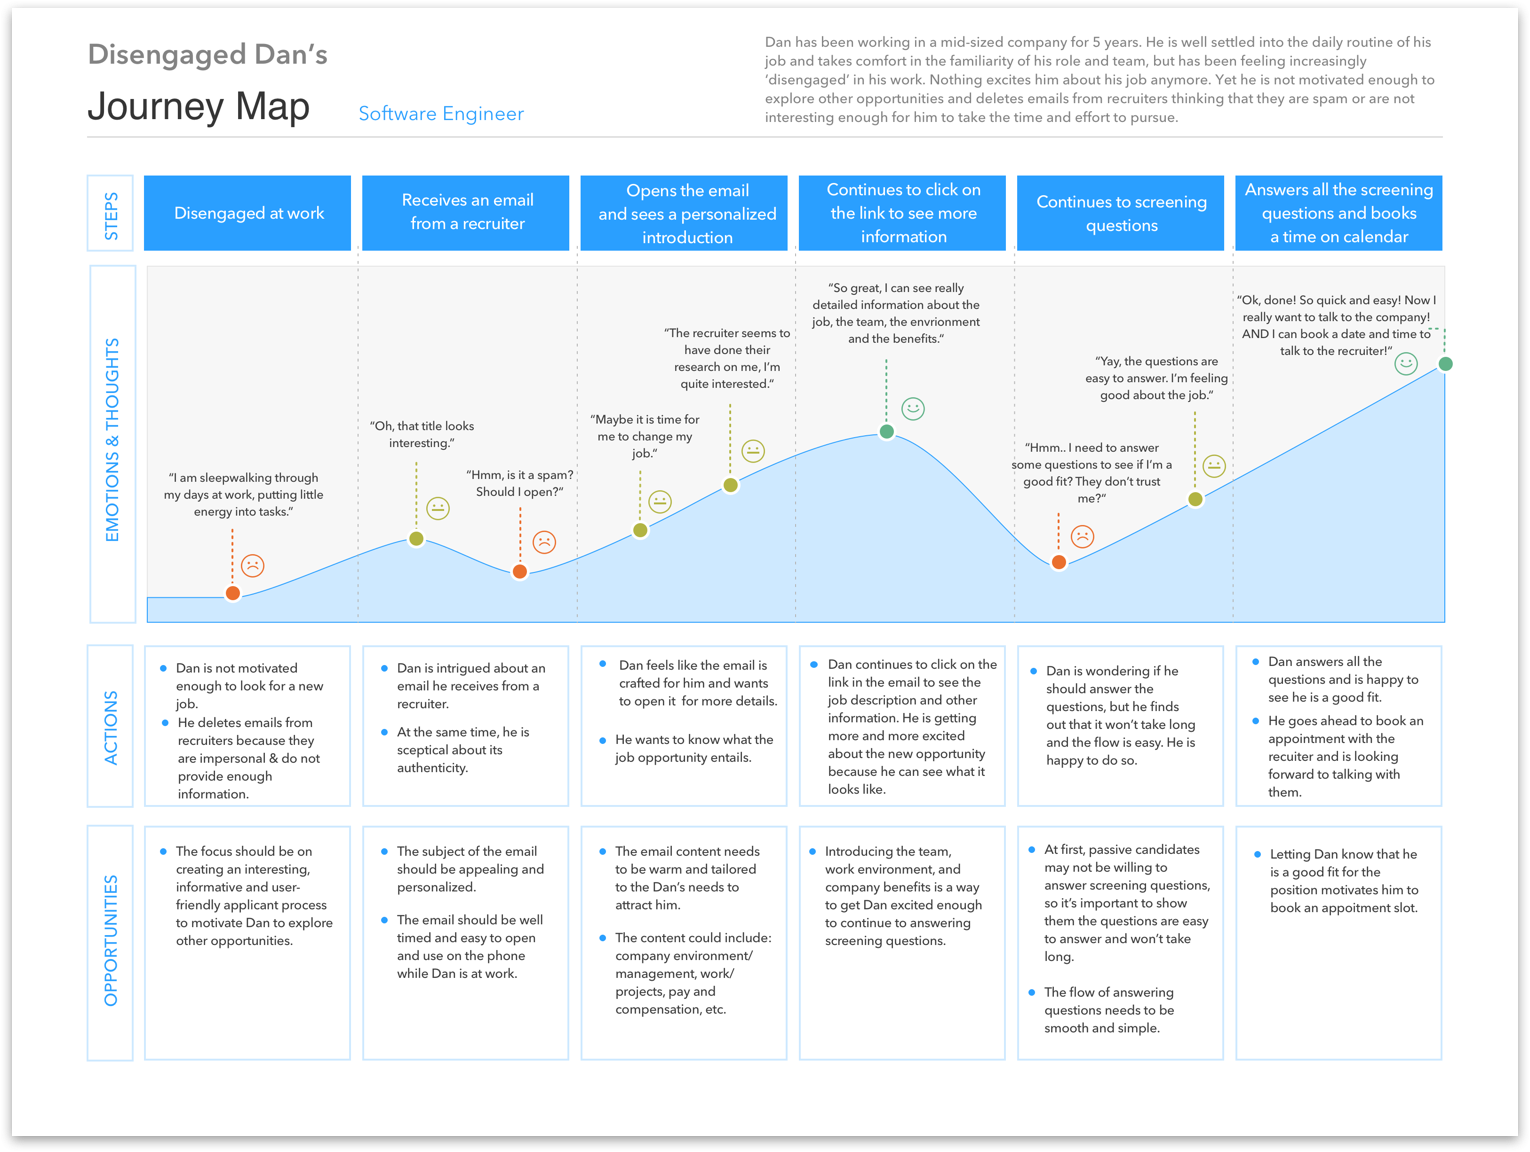 Disengaged Dan’s
Journey Map
Software Engineer
Dan has been working in a mid-sized company for 5 years. He is well settled into the daily routine of his
job and takes comfort in the familiarity of his role and team, but has been feeling increasingly
‘disengaged’ in his work. Nothing excites him about his job anymore. Yet he is not motivated enough to
explore other opportunities and deletes emails from recruiters thinking that they are spam or are not
interesting enough for him to take the time and effort to pursue.
STEPS
Disengaged at work
Receives an email
from a recruiter
Opens the email
and sees a personalized
introduction
Continues to click on
the link to see more
information
Continues to screening
questions
Answers all the screening
questions and books
a time on calendar
EMOTIONS & THOUGHTS
“I am sleepwalking through
my days at work, putting little
energy into tasks.”
“Oh, that title looks
interesting.”
“Hmm, is it a spam?
Should I open?”
“Maybe it is time for
me to change my
job.”
“The recruiter seems to
have done their
research on me, I’m
quite interested.”
“So great, I can see really
detailed information about the
job, the team, the envrionment
and the benefits.”
“Hmm.. I need to answer
some questions to see if I’m a
good fit? They don’t trust
me?”
“Yay, the questions are
easy to answer. I’m feeling
good about the job.”
“Ok, done! So quick and easy! Now I
really want to talk to the company!
AND I can book a date and time to
talk to the recruiter!”
ACTIONS
Dan is not motivated
enough to look for a new
job.
He deletes emails from
recruiters because they
are impersonal & do not
provide enough
information.
Dan is intrigued about an
email he receives from a
recruiter.
At the same time, he is
sceptical about its
authenticity.
Dan feels like the email is
crafted for him and wants
to open it for more details.
He wants to know what the
job opportunity entails.
Dan continues to click on the
link in the email to see the
job description and other
information. He is getting
more and more excited
about the new opportunity
because he can see what it
looks like.
Dan is wondering if he
should answer the
questions, but he finds
out that it won’t take long
and the flow is easy. He is
happy to do so.
Dan answers all the
questions and is happy to
see he is a good fit.
He goes ahead to book an
appointment with the
recuiter and is looking
forward to talking with
them.
OPPORTUNITIES
The focus should be on
creating an interesting,
informative and user-
friendly applicant process
to motivate Dan to explore
other opportunities.
The subject of the email
should be appealing and
personalized.
The email should be well
timed and easy to open
and use on the phone
while Dan is at work.
The email content needs
to be warm and tailored
to the Dan’s needs to
attract him.
The content could include:
company environment/
management, work/
projects, pay and
compensation, etc.
Introducing the team,
work environment, and
company benefits is a way
to get Dan excited enough
to continue to answering
screening questions.
At first, passive candidates
may not be willing to
answer screening questions,
so it’s important to show
them the questions are easy
to answer and won’t take
long.
The flow of answering
questions needs to be
smooth and simple.
Letting Dan know that he
is a good fit for the
position motivates him to
book an appoitment slot.